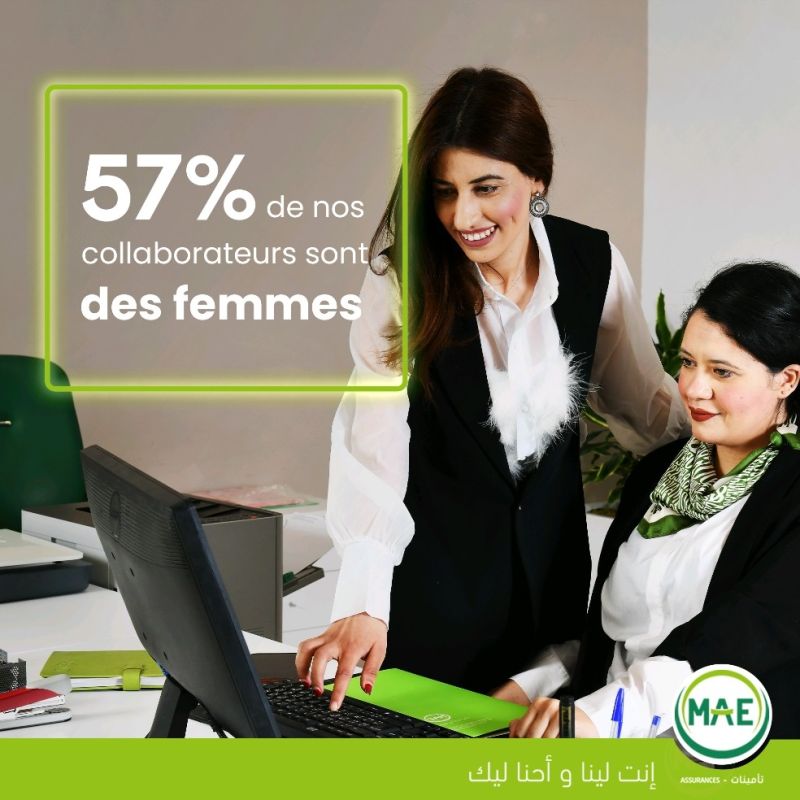 57% de nos
collaborateurs sont
des femmes
MAE
إنت لينا و أحنا ليك
ASSURANCES - تأمينات